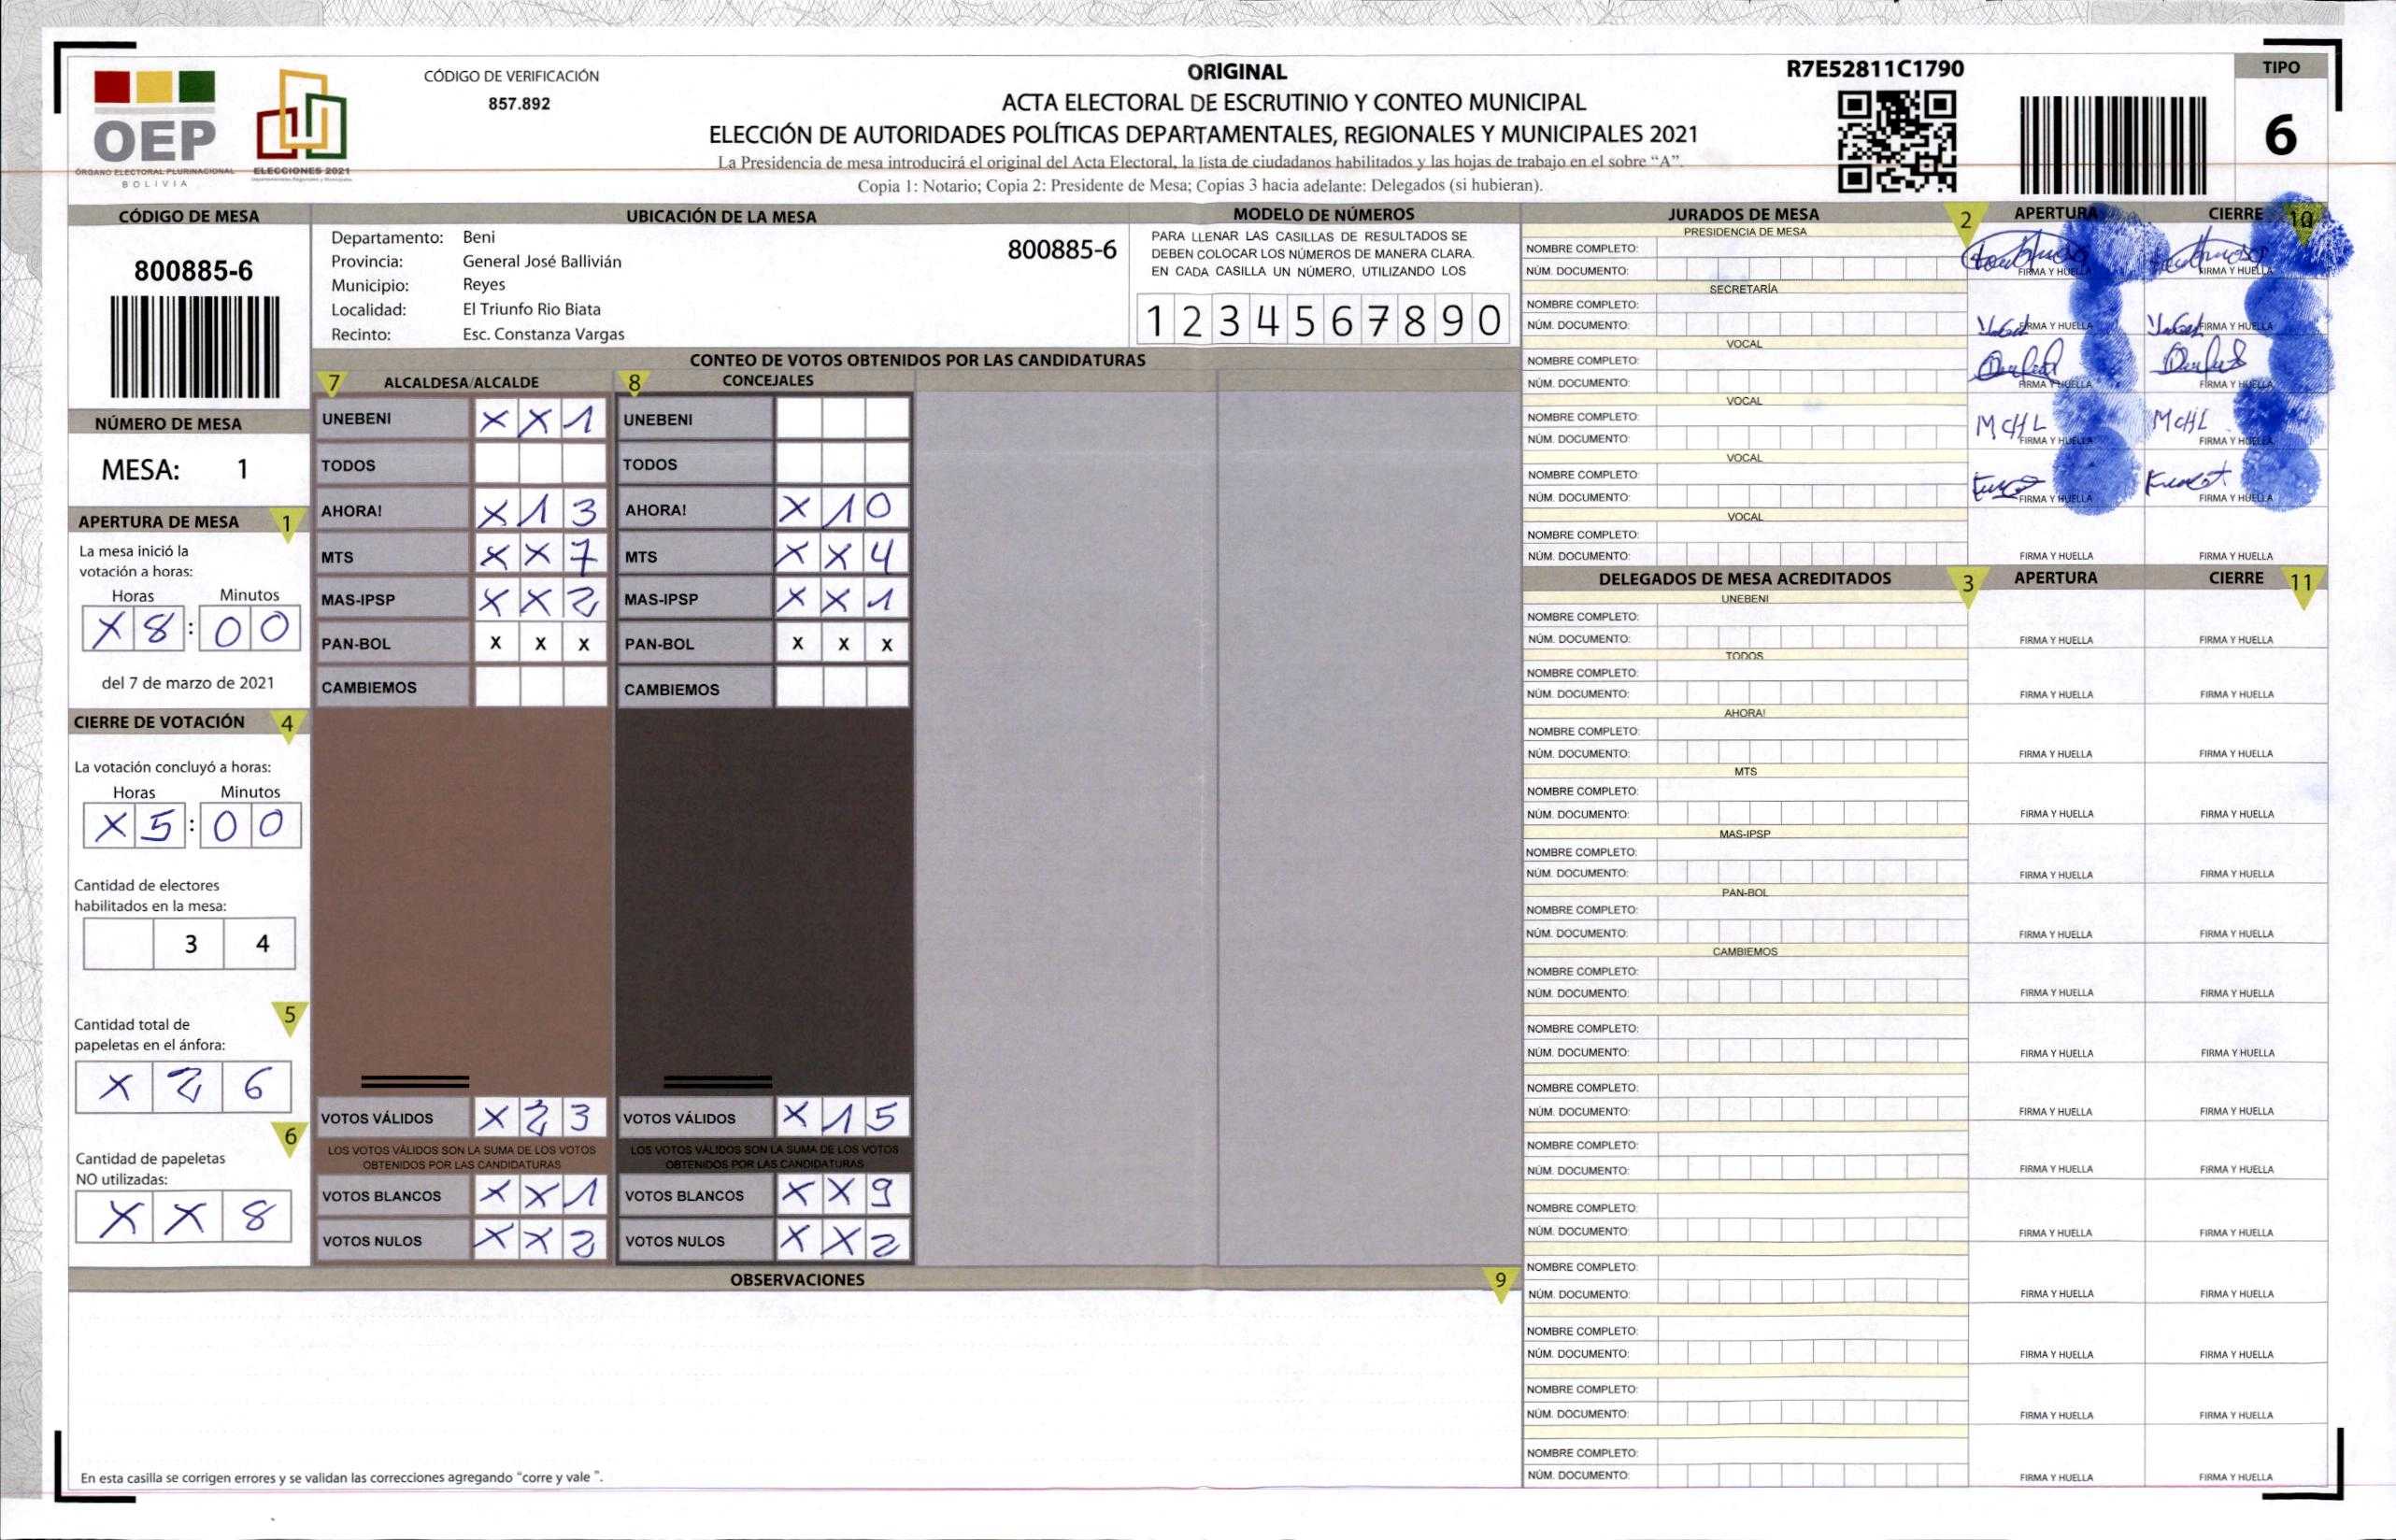 OEP
ÓRGANO ELECTORAL PLURINACIONAL
BOLIVIA
ELECCIONES 2021
CÓDIGO DE VERIFICACIÓN
857.892
ORIGINAL
ACTA ELECTORAL DE ESCRUTINIO Y CONTEO MUNICIPAL
ELECCIÓN DE AUTORIDADES POLÍTICAS DEPARTAMENTALES, REGIONALES Y MUNICIPALES 2021
La Presidencia de mesa introducirá el original del Acta Electoral, la lista de ciudadanos habilitados y las hojas de trabajo en el sobre “A”.
Copia 1: Notario; Copia 2: Presidente de Mesa; Copias 3 hacia adelante: Delegados (si hubieran).
R7E52811C1790
TIPO
6
CÓDIGO DE MESA
800885-6
NÚMERO DE MESA
MESA: 1
APERTURA DE MESA 1
La mesa inició la
votación a horas:
Horas Minutos
X 8 : 0 0
del 7 de marzo de 2021
CIERRE DE VOTACIÓN 4
La votación concluyó a horas:
Horas Minutos
X 5 : 0 0
Cantidad de electores
habilitados en la mesa:
3 4
5
Cantidad total de
papeletas en el ánfora:
X 2 6
6
Cantidad de papeletas
NO utilizadas:
X X 8
UBICACIÓN DE LA MESA
Departamento: Beni
Provincia: General José Ballivián
Municipio: Reyes
Localidad: El Triunfo Rio Biata
Recinto: Esc. Constanza Vargas
800885-6
MODELO DE NÚMEROS
PARA LLENAR LAS CASILLAS DE RESULTADOS SE
DEBEN COLOCAR LOS NÚMEROS DE MANERA CLARA.
EN CADA CASILLA UN NÚMERO, UTILIZANDO LOS
1 2 3 4 5 6 7 8 9 0
CONTEO DE VOTOS OBTENIDOS POR LAS CANDIDATURAS
7 ALCALDESA/ALCALDE
UNEBENI X X 1
TODOS
AHORA! X 1 3
MTS X X 7
MAS-IPSP X X 2
PAN-BOL X X X
CAMBIEMOS
VOTOS VÁLIDOS X 2 3
LOS VOTOS VÁLIDOS SON LA SUMA DE LOS VOTOS
OBTENIDOS POR LAS CANDIDATURAS
VOTOS BLANCOS X X 1
VOTOS NULOS X X 2
8 CONCEJALES
UNEBENI
TODOS
AHORA! X 1 0
MTS X X 4
MAS-IPSP X X 1
PAN-BOL X X X
CAMBIEMOS
VOTOS VÁLIDOS X 1 5
LOS VOTOS VÁLIDOS SON LA SUMA DE LOS VOTOS
OBTENIDOS POR LAS CANDIDATURAS
VOTOS BLANCOS X X 9
VOTOS NULOS X X 2
OBSERVACIONES 9
En esta casilla se corrigen errores y se validan las correcciones agregando “corre y vale ”.
JURADOS DE MESA 2 APERTURA CIERRE 10
PRESIDENCIA DE MESA
NOMBRE COMPLETO:
NÚM. DOCUMENTO: FIRMA Y HUELLA FIRMA Y HUELLA
SECRETARÍA
NOMBRE COMPLETO:
NÚM. DOCUMENTO: FIRMA Y HUELLA FIRMA Y HUELLA
VOCAL
NOMBRE COMPLETO:
NÚM. DOCUMENTO: FIRMA Y HUELLA FIRMA Y HUELLA
VOCAL
NOMBRE COMPLETO: MCHL MCHL
NÚM. DOCUMENTO: FIRMA Y HUELLA FIRMA Y HUELLA
VOCAL
NOMBRE COMPLETO:
NÚM. DOCUMENTO: FIRMA Y HUELLA FIRMA Y HUELLA
VOCAL
NOMBRE COMPLETO:
NÚM. DOCUMENTO: FIRMA Y HUELLA FIRMA Y HUELLA
DELEGADOS DE MESA ACREDITADOS 3 APERTURA CIERRE 11
UNEBENI
NOMBRE COMPLETO:
NÚM. DOCUMENTO: FIRMA Y HUELLA FIRMA Y HUELLA
TODOS
NOMBRE COMPLETO:
NÚM. DOCUMENTO: FIRMA Y HUELLA FIRMA Y HUELLA
AHORA!
NOMBRE COMPLETO:
NÚM. DOCUMENTO: FIRMA Y HUELLA FIRMA Y HUELLA
MTS
NOMBRE COMPLETO:
NÚM. DOCUMENTO: FIRMA Y HUELLA FIRMA Y HUELLA
MAS-IPSP
NOMBRE COMPLETO:
NÚM. DOCUMENTO: FIRMA Y HUELLA FIRMA Y HUELLA
PAN-BOL
NOMBRE COMPLETO:
NÚM. DOCUMENTO: FIRMA Y HUELLA FIRMA Y HUELLA
CAMBIEMOS
NOMBRE COMPLETO:
NÚM. DOCUMENTO: FIRMA Y HUELLA FIRMA Y HUELLA
NOMBRE COMPLETO:
NÚM. DOCUMENTO: FIRMA Y HUELLA FIRMA Y HUELLA
NOMBRE COMPLETO:
NÚM. DOCUMENTO: FIRMA Y HUELLA FIRMA Y HUELLA
NOMBRE COMPLETO:
NÚM. DOCUMENTO: FIRMA Y HUELLA FIRMA Y HUELLA
NOMBRE COMPLETO:
NÚM. DOCUMENTO: FIRMA Y HUELLA FIRMA Y HUELLA
NOMBRE COMPLETO:
NÚM. DOCUMENTO: FIRMA Y HUELLA FIRMA Y HUELLA
NOMBRE COMPLETO:
NÚM. DOCUMENTO: FIRMA Y HUELLA FIRMA Y HUELLA
NOMBRE COMPLETO:
NÚM. DOCUMENTO: FIRMA Y HUELLA FIRMA Y HUELLA
NOMBRE COMPLETO:
NÚM. DOCUMENTO: FIRMA Y HUELLA FIRMA Y HUELLA